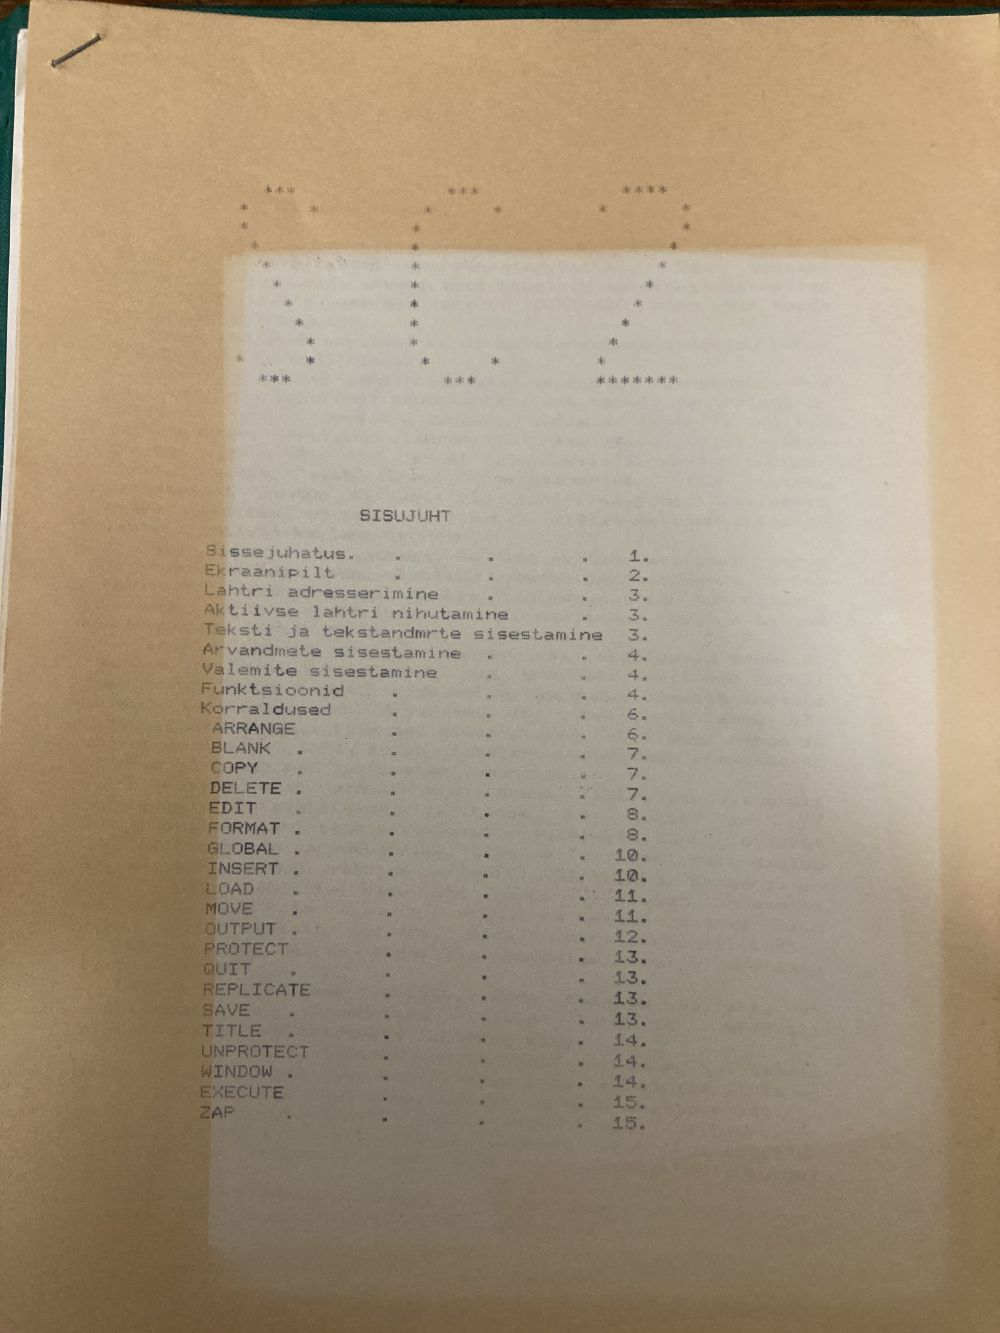 SC2
SISUJUHT
Sissejuhatus. . . . 1.
Ekraanipilt . . . 2.
Lahtri adresserimine . . 3.
Aktiivse lahtri nihutamine . 3.
Teksti ja tekstandmrte sisestamine 3.
Arvandmete sisestamine . . 4.
Valemite sisestamine . . 4.
Funktsioonid . . . 4.
Korraldused . . . 6.
ARRANGE . . . 6.
BLANK . . . . 7.
COPY . . . . 7.
DELETE . . . . 7.
EDIT . . . . 8.
FORMAT . . . . 8.
GLOBAL . . . . 10.
INSERT . . . . 10.
LOAD . . . . 11.
MOVE . . . . 11.
OUTPUT . . . . 12.
PROTECT . . . 13.
QUIT . . . . 13.
REPLICATE . . . 13.
SAVE . . . . 13.
TITLE . . . . 14.
UNPROTECT . . . 14.
WINDOW . . . . 14.
EXECUTE . . . 15.
ZAP . . . . 15.